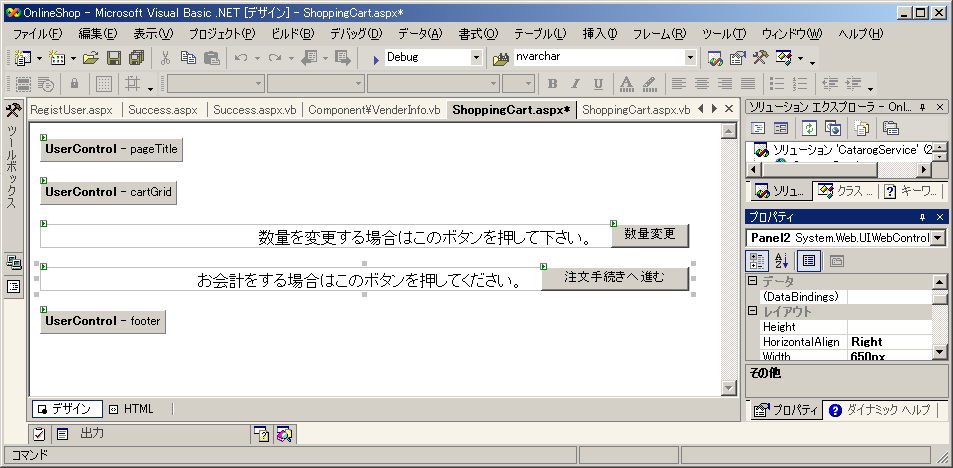 OnlineShop - Microsoft Visual Basic .NET [デザイン] - ShoppingCart.aspx*
ファイル(F) 編集(E) 表示(V) プロジェクト(P) ビルド(B) デバッグ(D) データ(A) 書式(O) テーブル(L) 挿入(I) フレーム(R) ツール(T) ウィンドウ(W) ヘルプ(H)
Debug nvarchar
B I U A
RegistUser.aspx Success.aspx Success.aspx.vb Component¥VenderInfo.vb ShoppingCart.aspx* ShoppingCart.aspx.vb
ツールボックス
UserControl - pageTitle
UserControl - cartGrid
数量を変更する場合はこのボタンを押して下さい。 数量変更
お会計をする場合はこのボタンを押してください。 注文手続きへ進む
UserControl - footer
デザイン HTML
出力
コマンド
ソリューション エクスプローラ - Onl...
ソリューション 'CatarogService' (2
ソリュ... クラス ... キーワ...
プロパティ
Panel2 System.Web.UI.WebControl
データ
(DataBindings)
レイアウト
Height
HorizontalAlign Right
Width 650px
その他
プロパティ ダイナミック ヘルプ